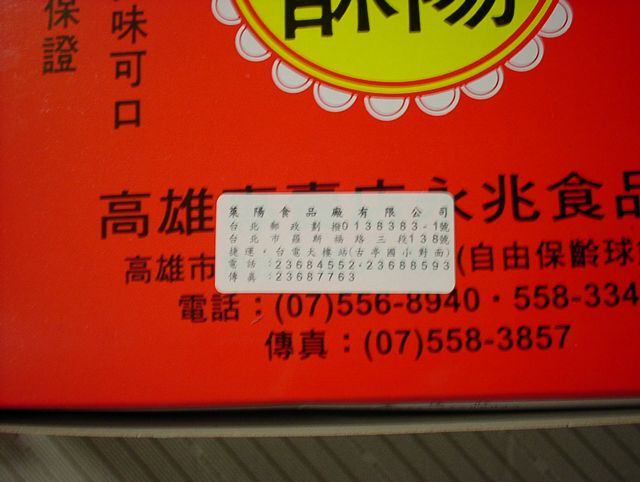 保證
味可口
酥陽
高雄市 永兆食品
萊陽食品廠有限公司
台北郵政劃撥0138383-1號
台北市羅斯福路三段138號
捷運·台電大樓站(古亭國小對面)
電話:23684552·23688593
傳真:23687763
高雄市
(自由保齡球
電話：(07)556-8940·558-334
傳真：(07)558-3857